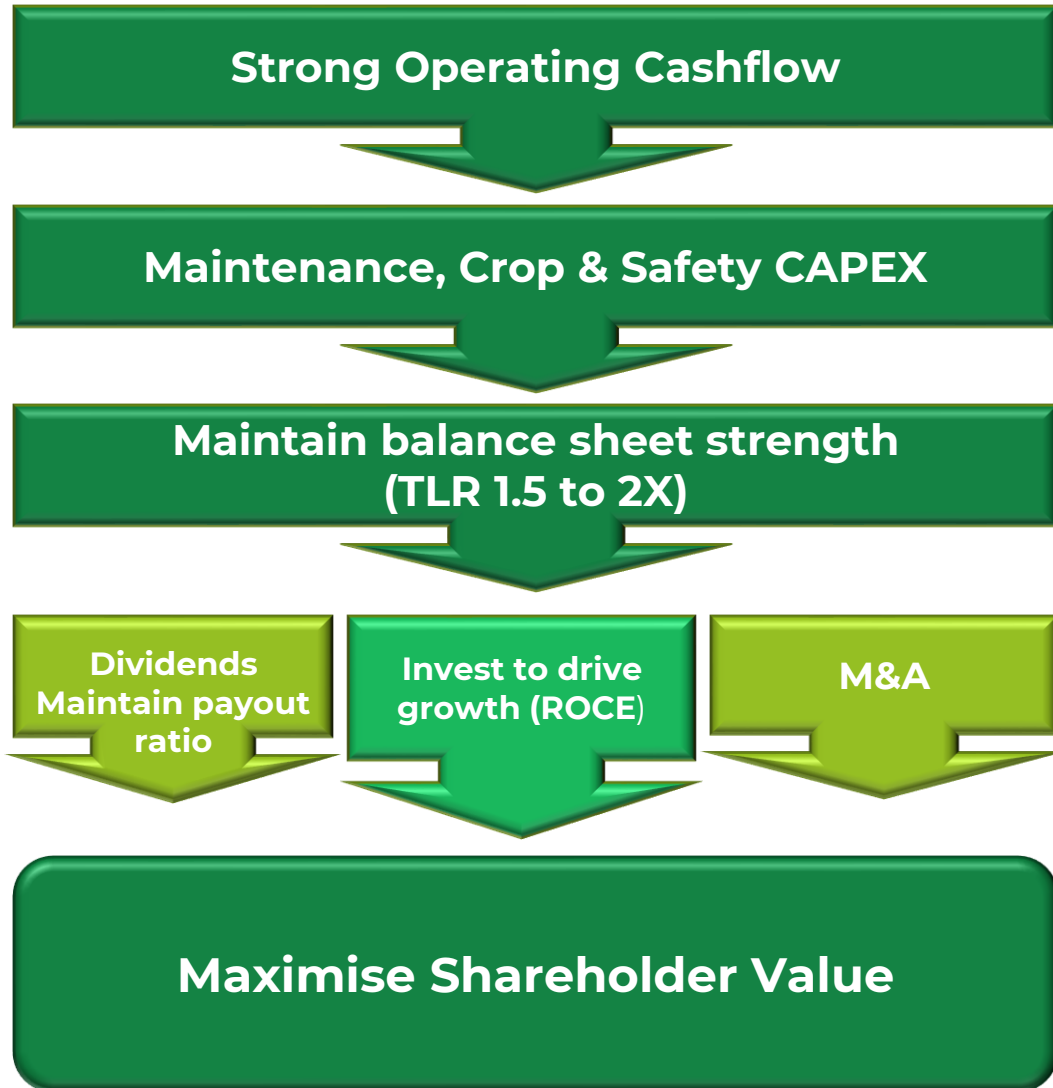 Strong Operating Cashflow
Maintenance, Crop & Safety CAPEX
Maintain balance sheet strength
(TLR 1.5 to 2X)
Dividends
Maintain payout
ratio
Invest to drive
growth (ROCE)
M&A
Maximise Shareholder Value